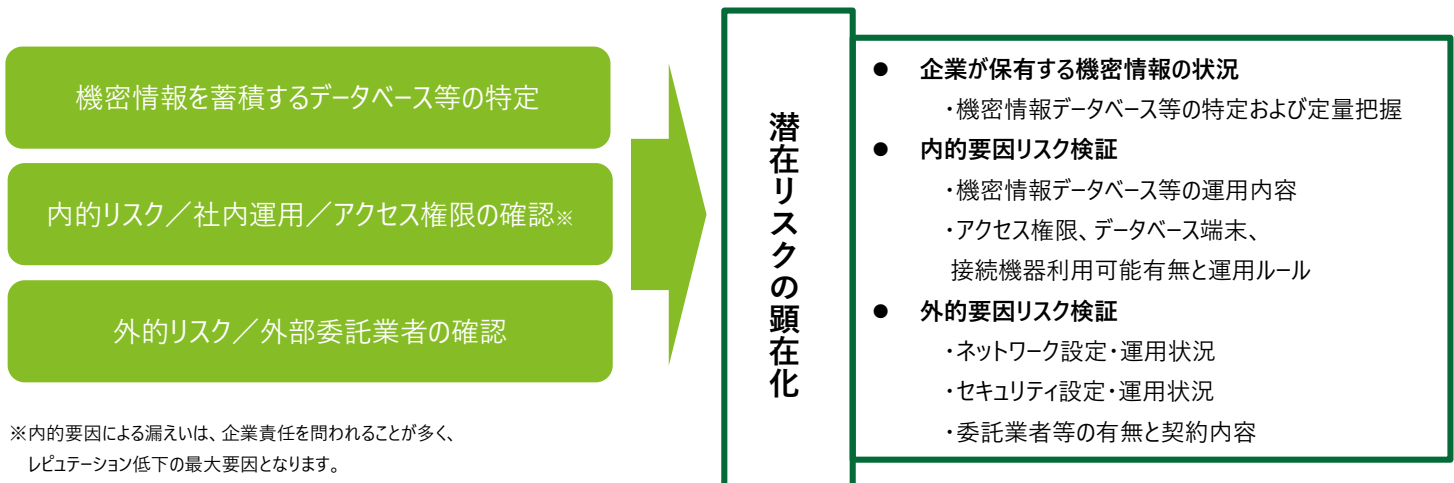 機密情報を蓄積するデータベース等の特定
内的リスク／社内運用／アクセス権限の確認※
外的リスク／外部委託業者の確認
※内的要因による漏えいは、企業責任を問われることが多く、
レピュテーション低下の最大要因となります。
潜在リスクの顕在化
● 企業が保有する機密情報の状況
・機密情報データベース等の特定および定量把握
● 内的要因リスク検証
・機密情報データベース等の運用内容
・アクセス権限、データベース端末、
接続機器利用可能有無と運用ルール
● 外的要因リスク検証
・ネットワーク設定・運用状況
・セキュリティ設定・運用状況
・委託業者等の有無と契約内容